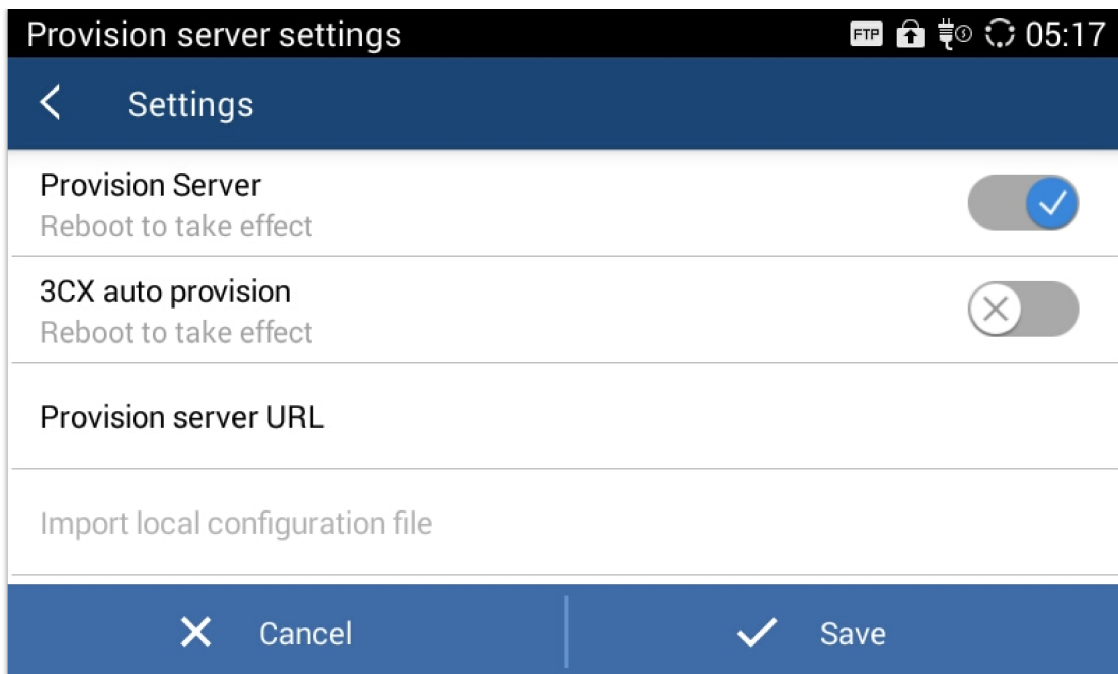 Provision server settings FTP 05:17
Settings
Provision Server
Reboot to take effect
3CX auto provision
Reboot to take effect
Provision server URL
Import local configuration file
Cancel Save